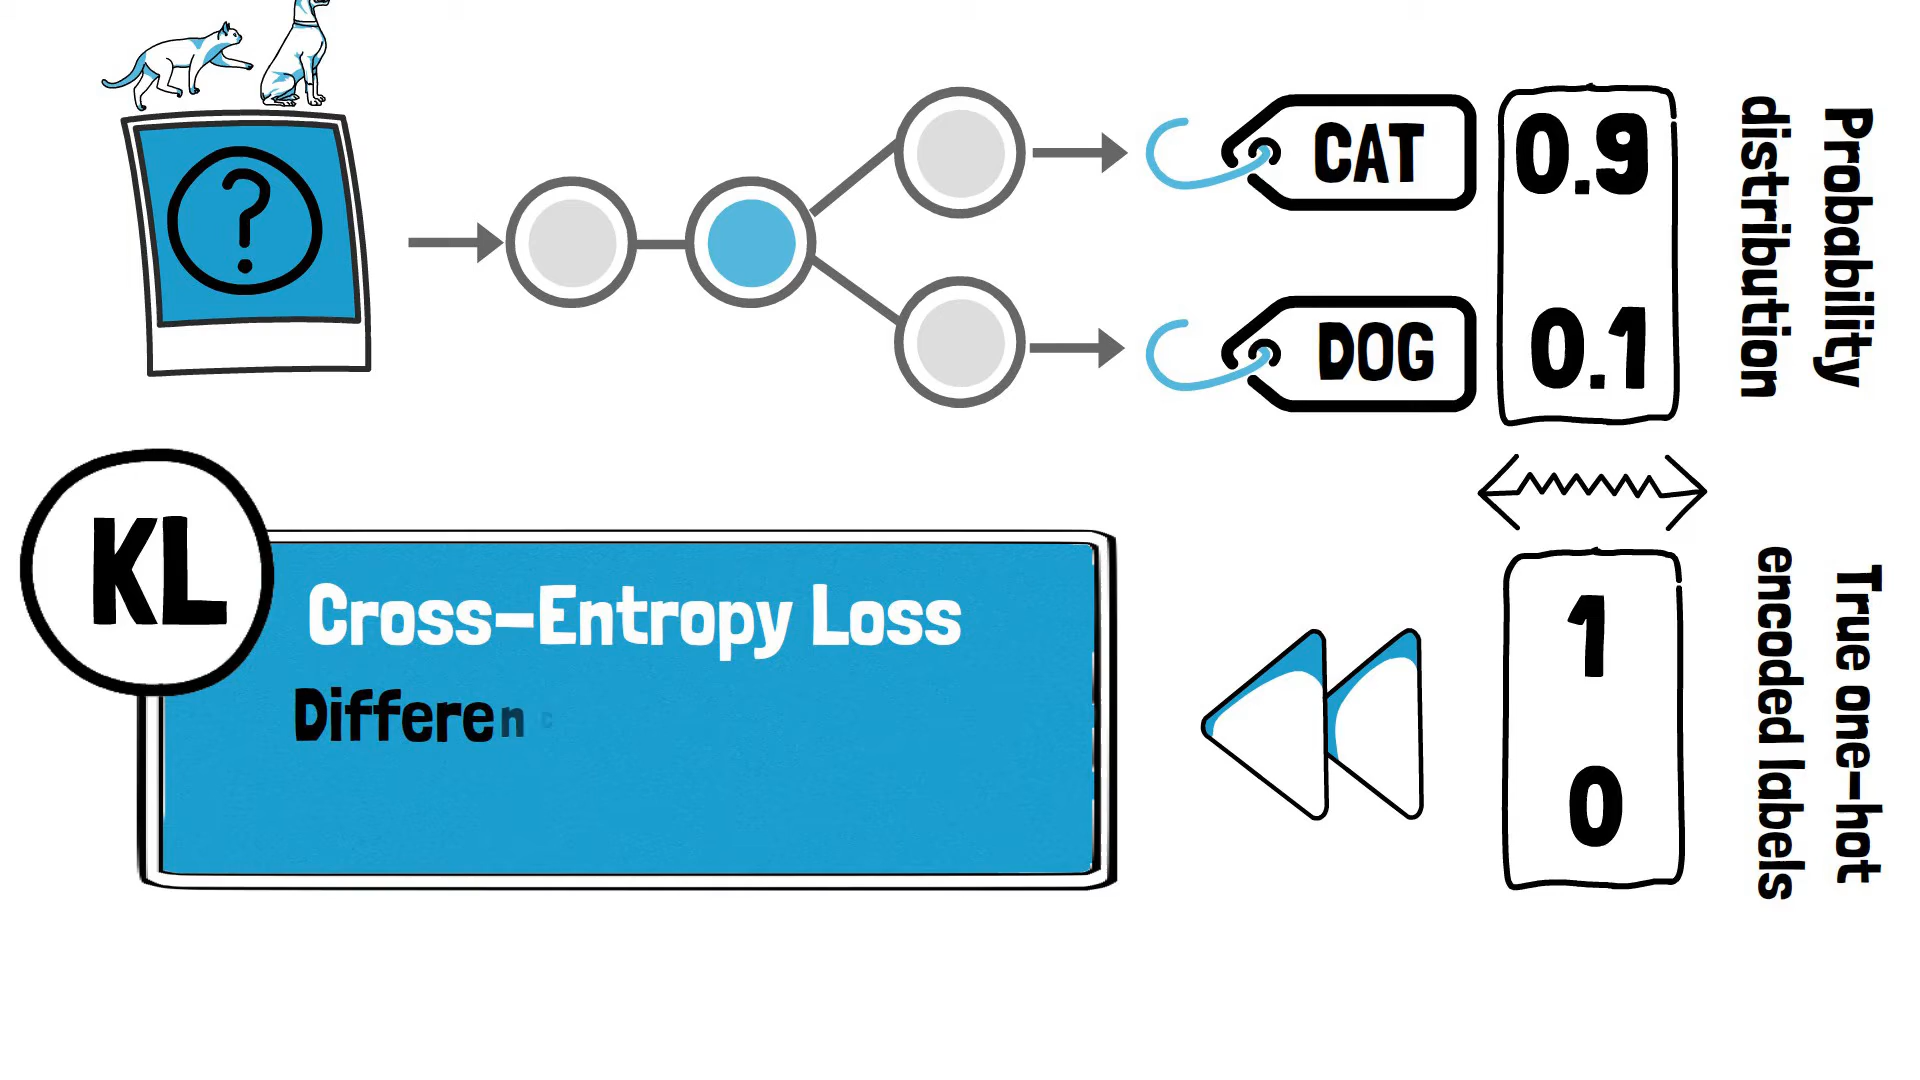 ?
CAT
0.9
DOG
0.1
Probability
distribution
KL
Cross-Entropy Loss
Differenc
1
0
True one-hot
encoded labels